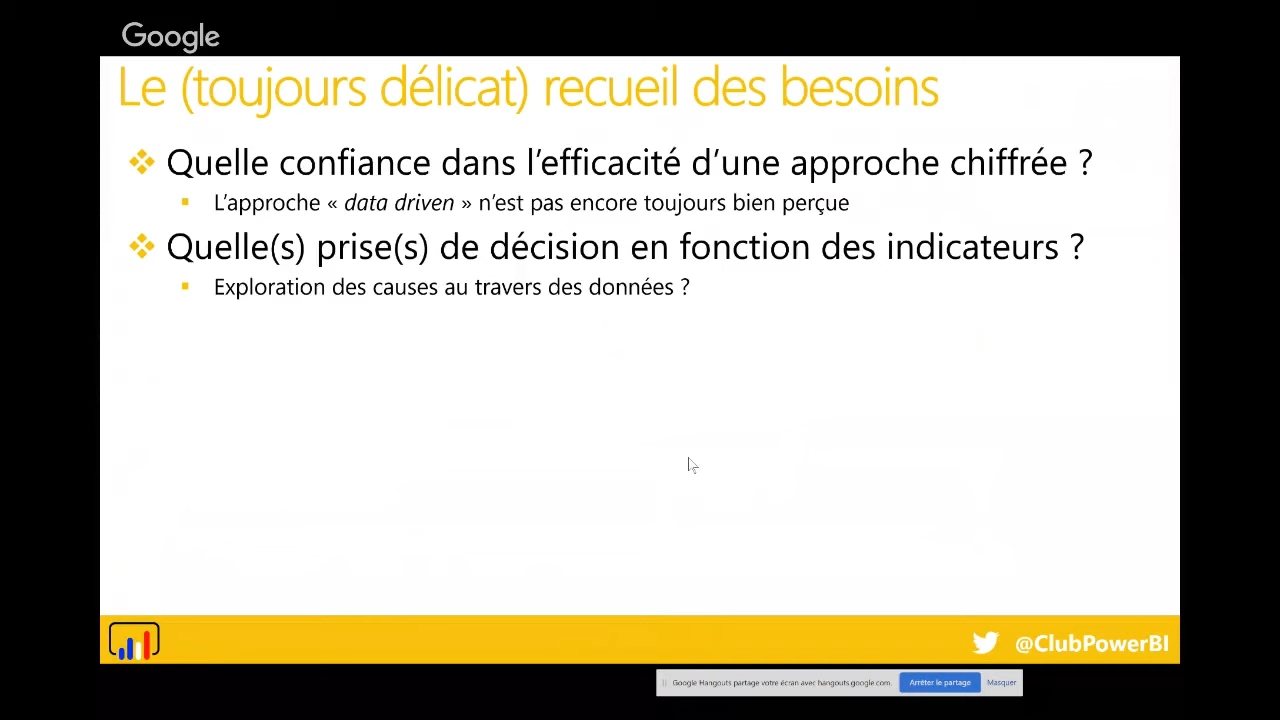 Google
Le (toujours délicat) recueil des besoins
Quelle confiance dans l’efficacité d’une approche chiffrée ?
L’approche « data driven » n’est pas encore toujours bien perçue
Quelle(s) prise(s) de décision en fonction des indicateurs ?
Exploration des causes au travers des données ?
@ClubPowerBI
Google Hangouts partage votre écran avec hangouts.google.com. Arrêter le partage Masquer